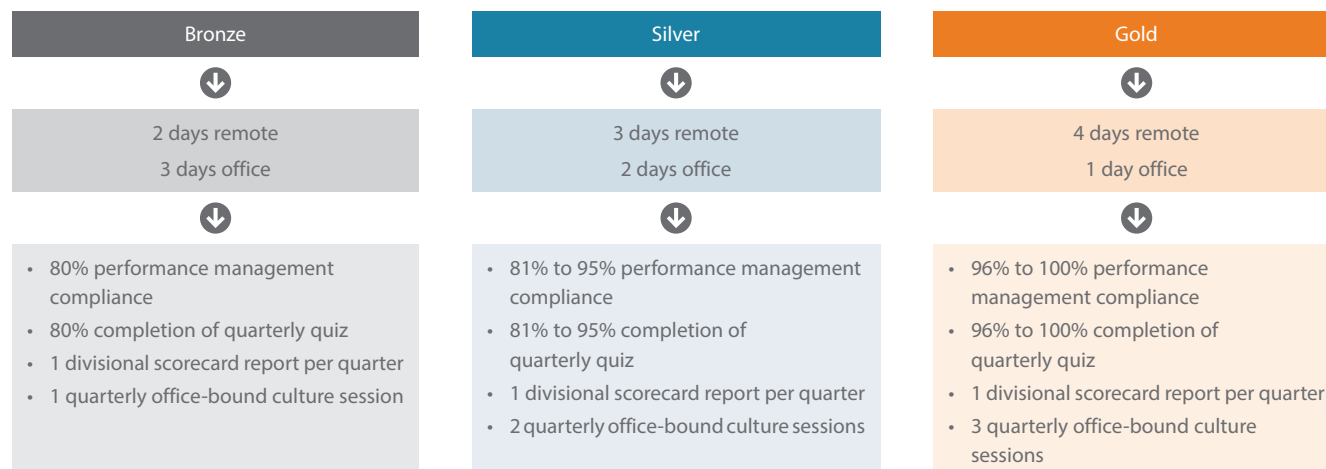 Bronze
2 days remote
3 days office
• 80% performance management
compliance
• 80% completion of quarterly quiz
• 1 divisional scorecard report per quarter
• 1 quarterly office-bound culture session
Silver
3 days remote
2 days office
• 81% to 95% performance management
compliance
• 81% to 95% completion of
quarterly quiz
• 1 divisional scorecard report per quarter
• 2 quarterly office-bound culture sessions
Gold
4 days remote
1 day office
• 96% to 100% performance
management compliance
• 96% to 100% completion of
quarterly quiz
• 1 divisional scorecard report per quarter
• 3 quarterly office-bound culture
sessions